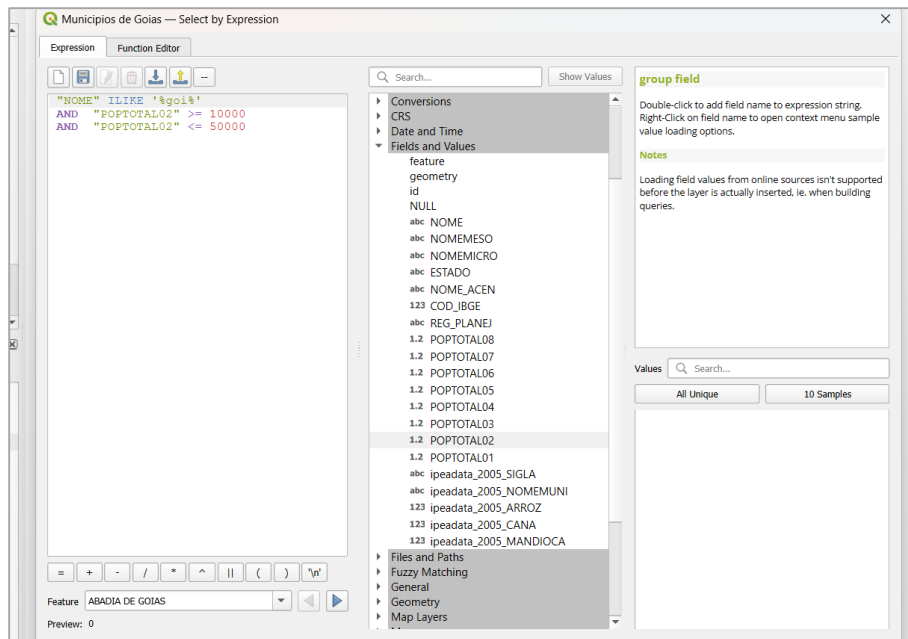 Municipios de Goias — Select by Expression
Expression
Function Editor
"NOME" ILIKE '%goi%'
AND "POPTOTAL02" >= 10000
AND "POPTOTAL02" <= 50000
= + - / * ^ || ( ) '\n'
Feature ABADIA DE GOIAS
Preview: 0
Search...
Show Values
Conversions
CRS
Date and Time
Fields and Values
feature
geometry
id
NULL
abc NOME
abc NOMEMESO
abc NOMEMICRO
abc ESTADO
abc NOME_ACEN
123 COD_IBGE
abc REG_PLANEJ
1.2 POPTOTAL08
1.2 POPTOTAL07
1.2 POPTOTAL06
1.2 POPTOTAL05
1.2 POPTOTAL04
1.2 POPTOTAL03
1.2 POPTOTAL02
1.2 POPTOTAL01
abc ipeadata_2005_SIGLA
abc ipeadata_2005_NOMEMUNI
123 ipeadata_2005_ARROZ
123 ipeadata_2005_CANA
123 ipeadata_2005_MANDIOCA
Files and Paths
Fuzzy Matching
General
Geometry
Map Layers
group field
Double-click to add field name to expression string.
Right-Click on field name to open context menu sample
value loading options.
Notes
Loading field values from online sources isn't supported
before the layer is actually inserted, ie. when building
queries.
Values Search...
All Unique
10 Samples